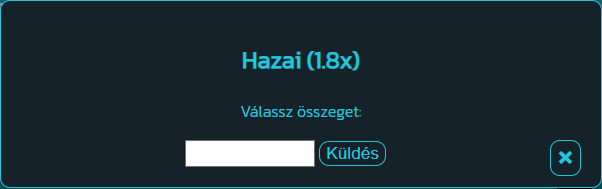 Hazai (1.8x)
Válassz összeget:
Küldés